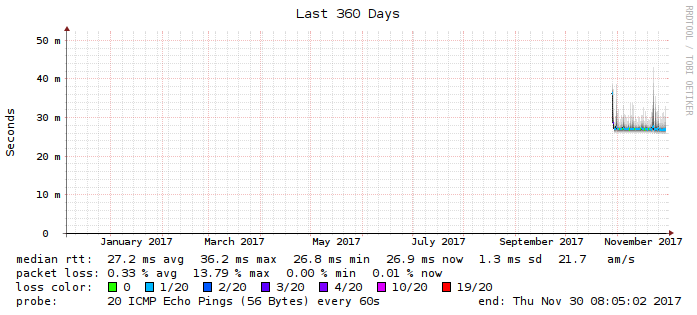 Last 360 Days
RRDTOOL / TOBI OETIKER
Seconds
50 m
40 m
30 m
20 m
10 m
0
January 2017 March 2017 May 2017 July 2017 September 2017 November 2017
median rtt: 27.2 ms avg 36.2 ms max 26.8 ms min 26.9 ms now 1.3 ms sd 21.7 am/s
packet loss: 0.33 % avg 13.79 % max 0.00 % min 0.01 % now
loss color: 0 1/20 2/20 3/20 4/20 10/20 19/20
probe: 20 ICMP Echo Pings (56 Bytes) every 60s end: Thu Nov 30 08:05:02 2017